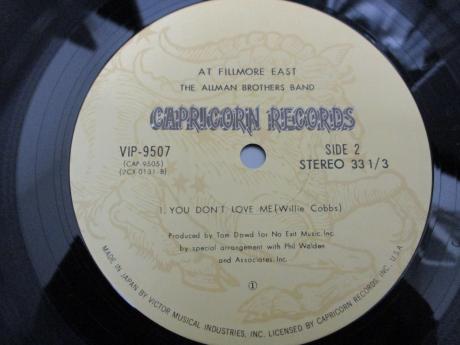 AT FILLMORE EAST
THE ALLMAN BROTHERS BAND
CAPRICORN RECORDS
VIP-9507
(CAP-9505)
(2CX-0131-B)
SIDE 2
STEREO 33 1/3
1. YOU DON'T LOVE ME (Willie Cobbs)
Produced by Tom Dowd for No Exit Music, Inc.
by special arrangement with Phil Walden
and Associates, Inc.
①
MADE IN JAPAN BY VICTOR MUSICAL INDUSTRIES, INC. LICENSED BY CAPRICORN RECORDS, INC. U.S.A.